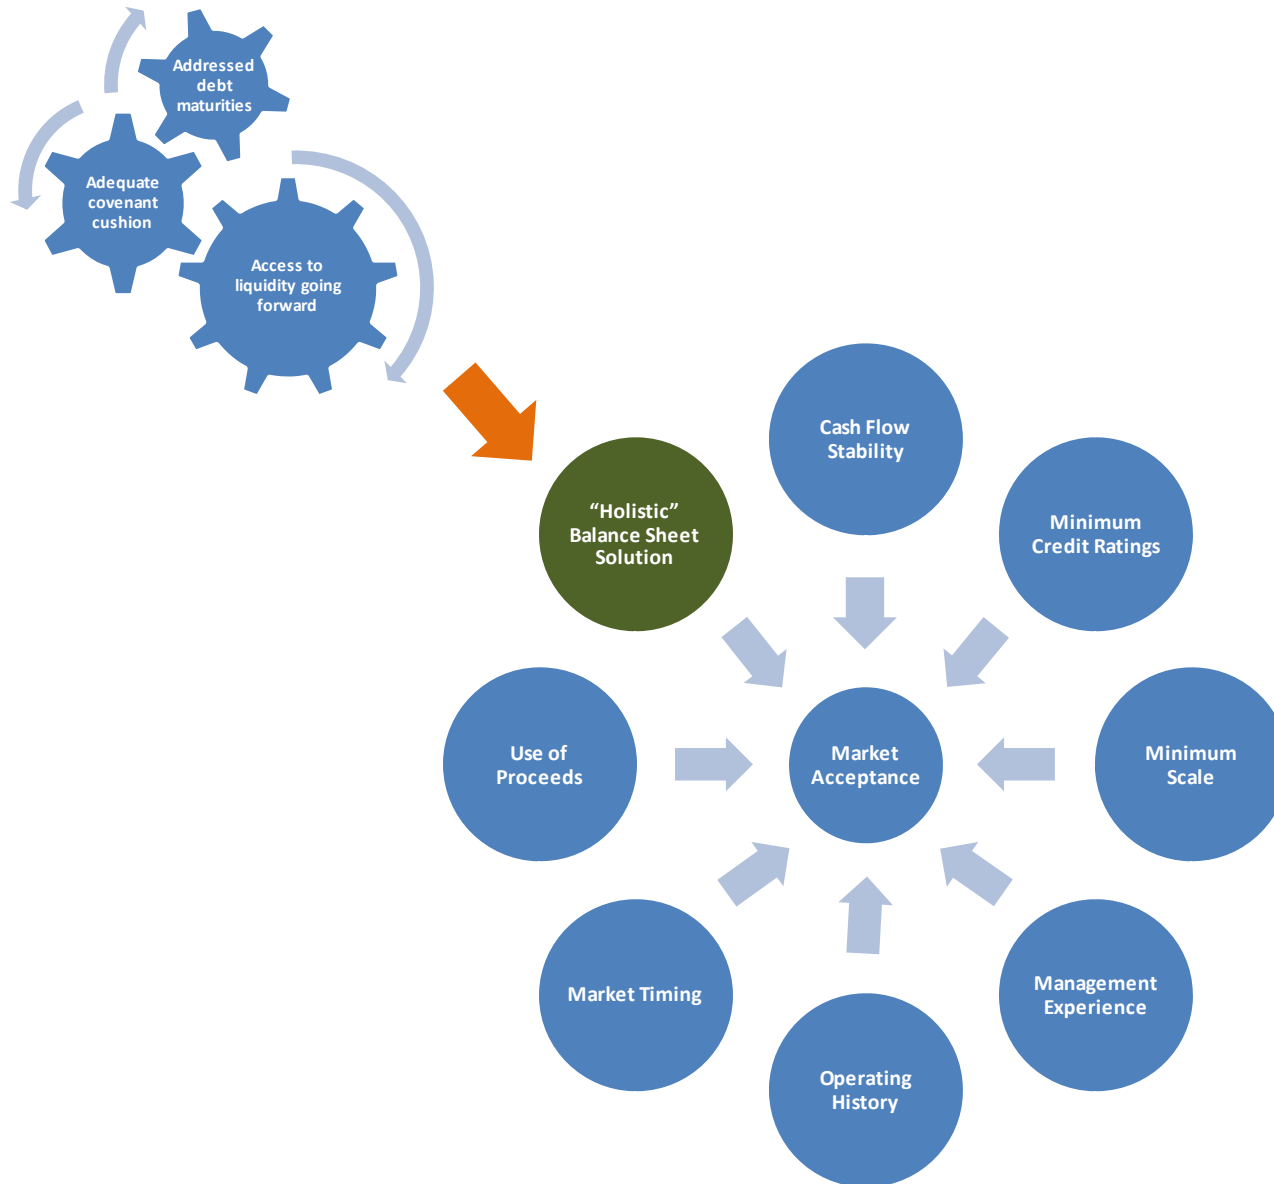 Addressed
debt
maturities
Adequate
covenant
cushion
Access to
liquidity going
forward
Cash Flow
Stability
“Holistic”
Balance Sheet
Solution
Minimum
Credit Ratings
Use of
Proceeds
Market
Acceptance
Minimum
Scale
Market Timing
Management
Experience
Operating
History